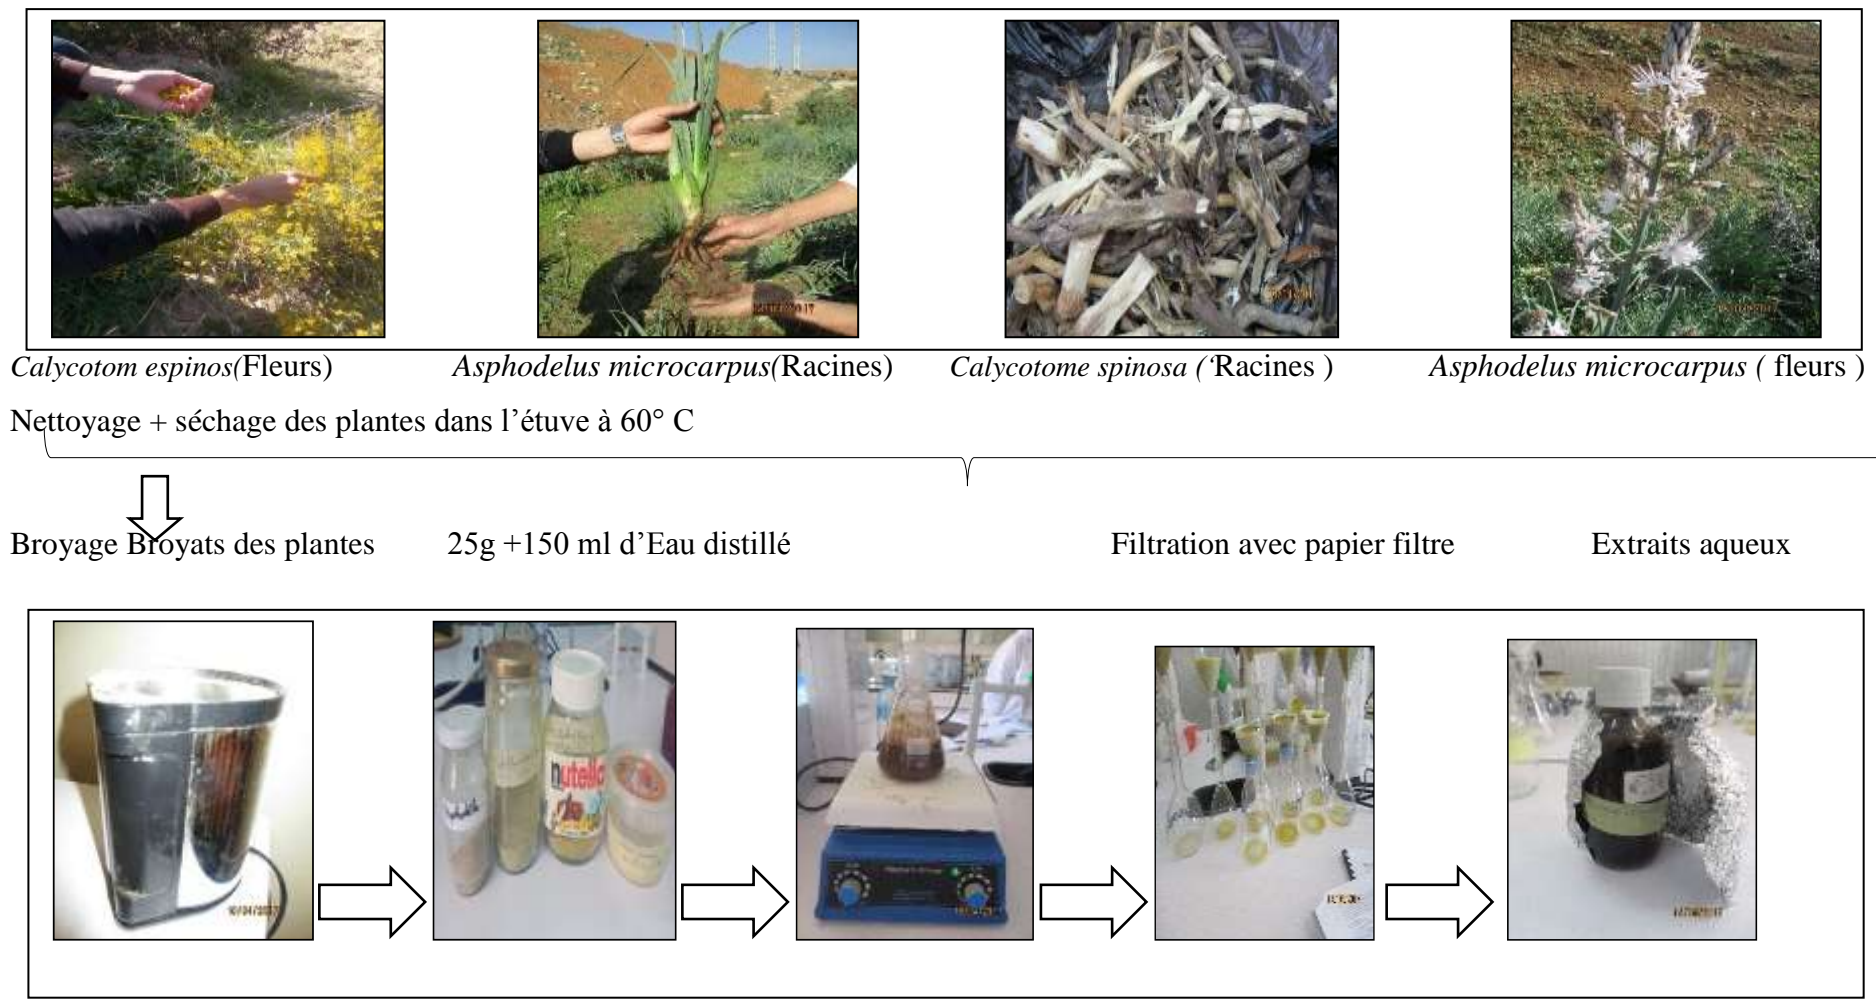 Calycotom espinos(Fleurs) Asphodelus microcarpus(Racines) Calycotome spinosa (‘Racines ) Asphodelus microcarpus ( fleurs )
Nettoyage + séchage des plantes dans l’étuve à 60° C
Broyage Broyats des plantes 25g +150 ml d’Eau distillé Filtration avec papier filtre Extraits aqueux
nutella